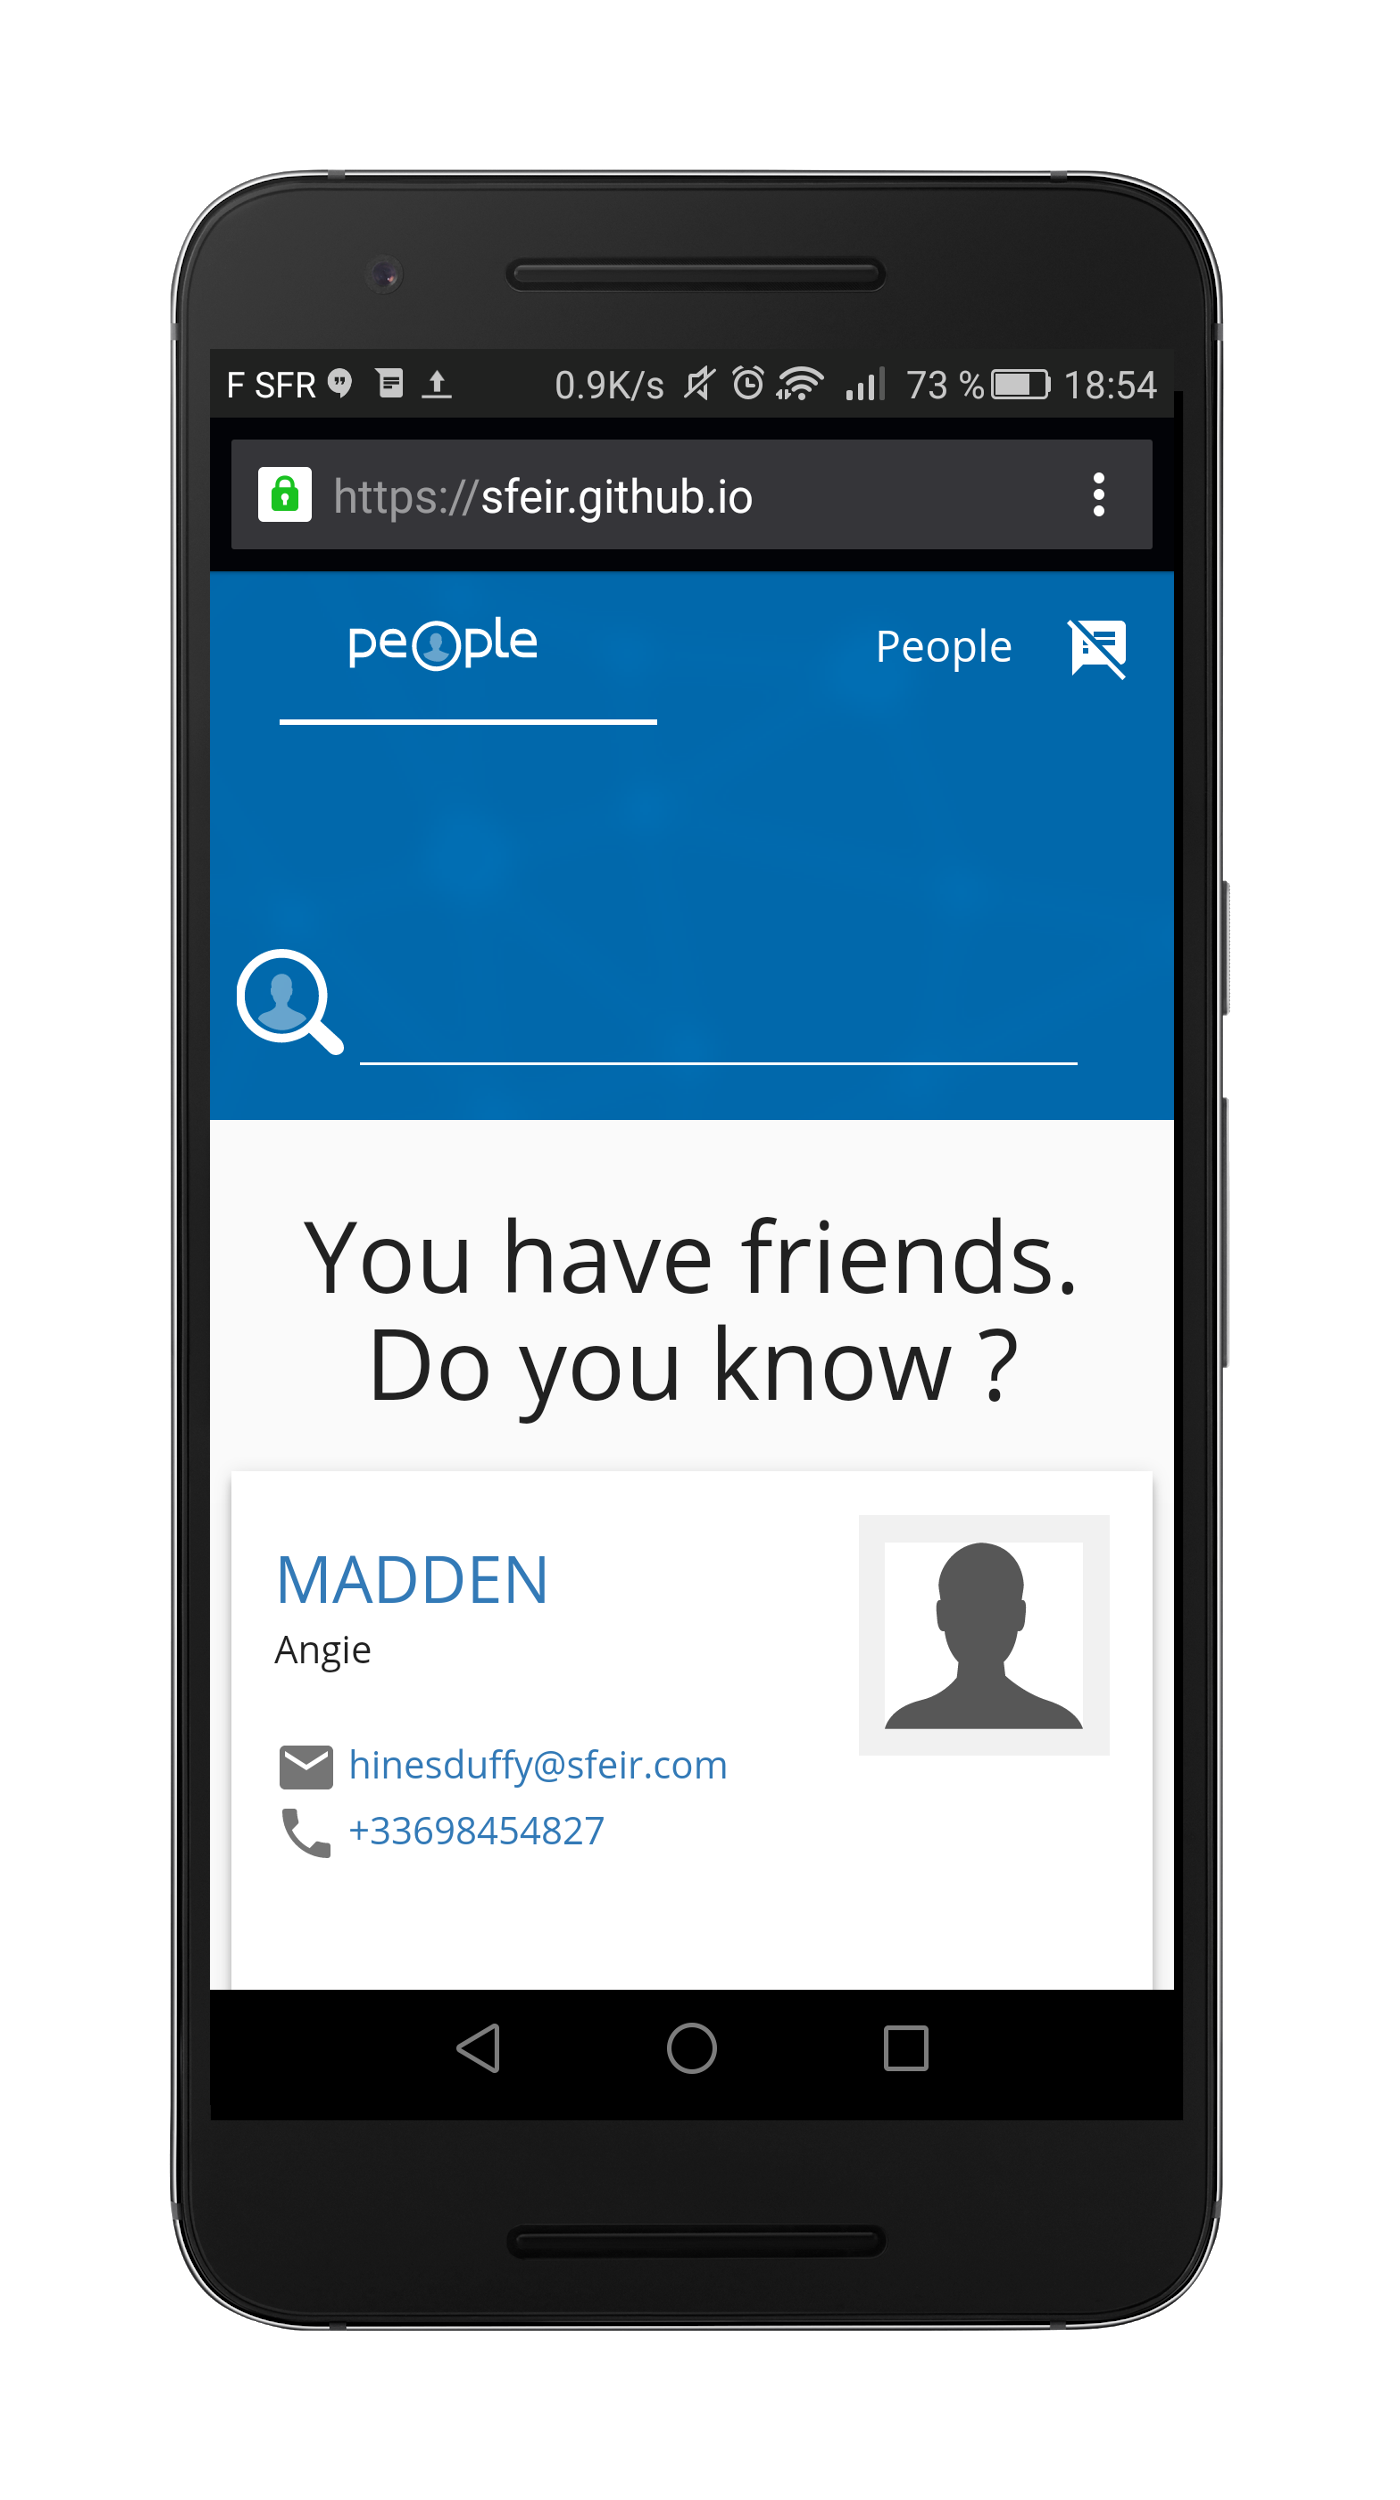 F SFR 0.9K/s 73 % 18:54
https://sfeir.github.io
people People
You have friends.
Do you know ?
MADDEN
Angie
hinesduffy@sfeir.com
+33698454827